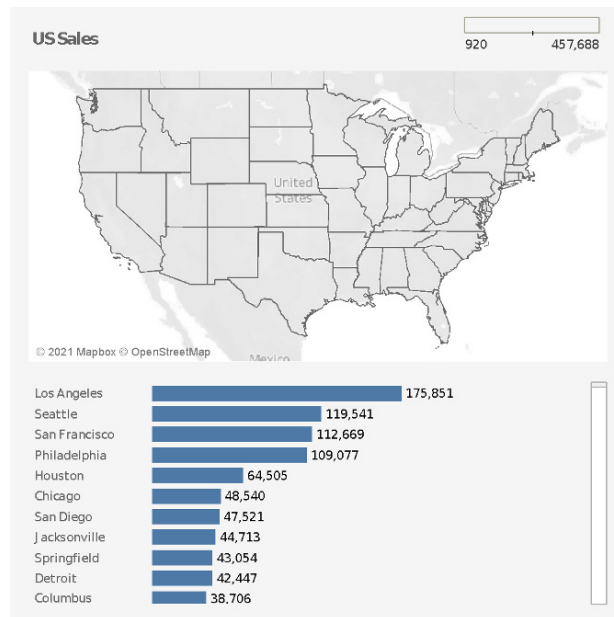 US Sales
920 457,688
United
States
Mexico
© 2021 Mapbox © OpenStreetMap
Los Angeles 175,851
Seattle 119,541
San Francisco 112,669
Philadelphia 109,077
Houston 64,505
Chicago 48,540
San Diego 47,521
Jacksonville 44,713
Springfield 43,054
Detroit 42,447
Columbus 38,706